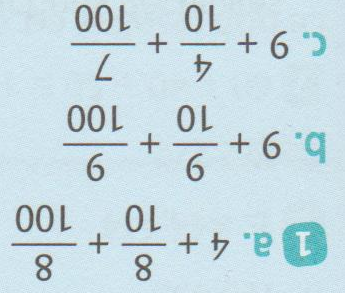 1 a. 4 + 8/10 + 8/100
b. 9 + 9/10 + 9/100
c. 9 + 4/10 + 7/100